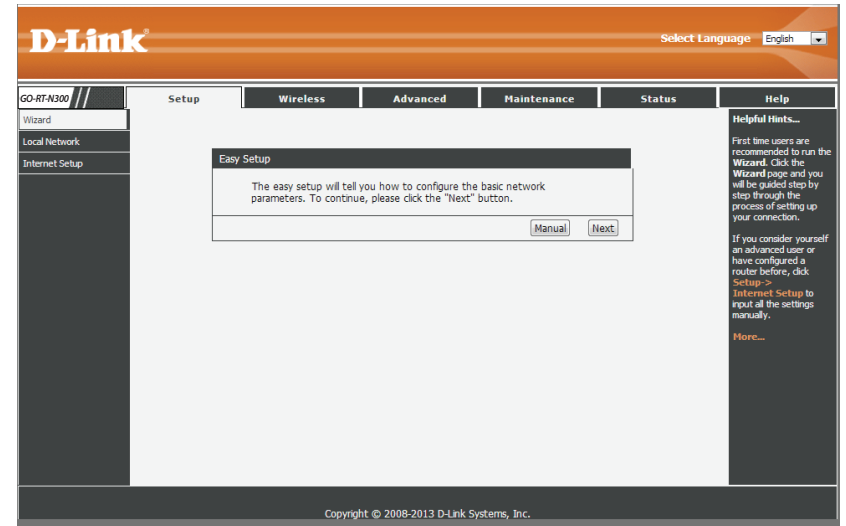 D-Link
Select Language English
GO-RT-N300
Setup Wireless Advanced Maintenance Status Help
Wizard
Local Network
Internet Setup
Easy Setup
The easy setup will tell you how to configure the basic network
parameters. To continue, please click the "Next" button.
Manual Next
Helpful Hints...
First time users are
recommended to run the
Wizard. Click the
Wizard page and you
will be guided step by
step through the
process of setting up
your connection.
If you consider yourself
an advanced user or
have configured a
router before, click
Setup->
Internet Setup to
input all the settings
manually.
More...
Copyright © 2008-2013 D-Link Systems, Inc.